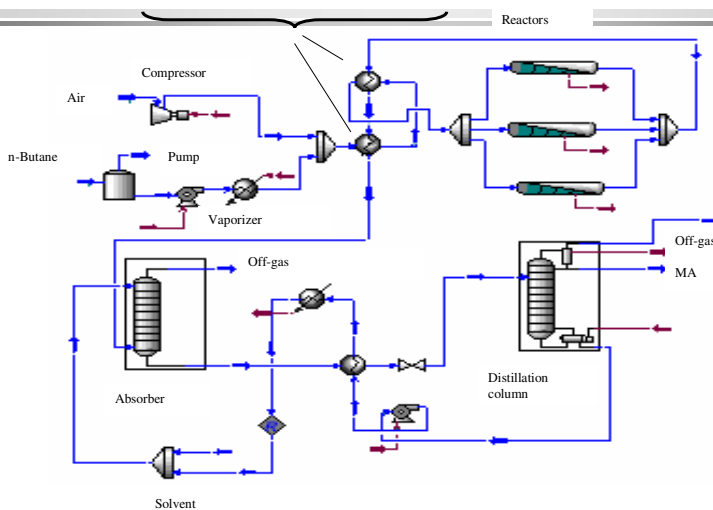 Reactors
Compressor
Air
n-Butane
Pump
Vaporizer
Off-gas
Off-gas
MA
Absorber
Distillation
column
R
Solvent